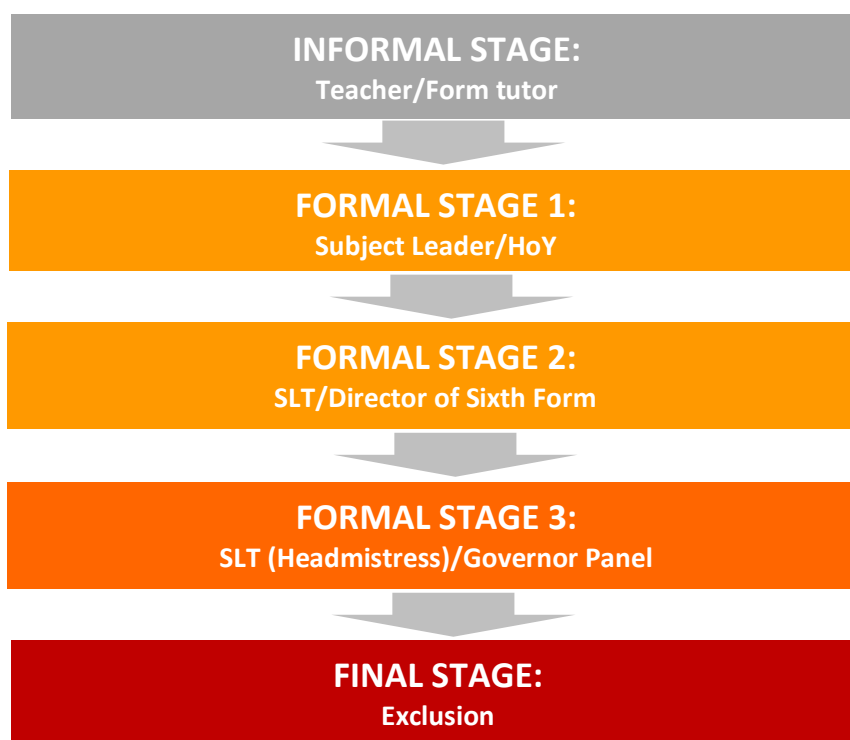 INFORMAL STAGE:
Teacher/Form tutor
FORMAL STAGE 1:
Subject Leader/HoY
FORMAL STAGE 2:
SLT/Director of Sixth Form
FORMAL STAGE 3:
SLT (Headmistress)/Governor Panel
FINAL STAGE:
Exclusion